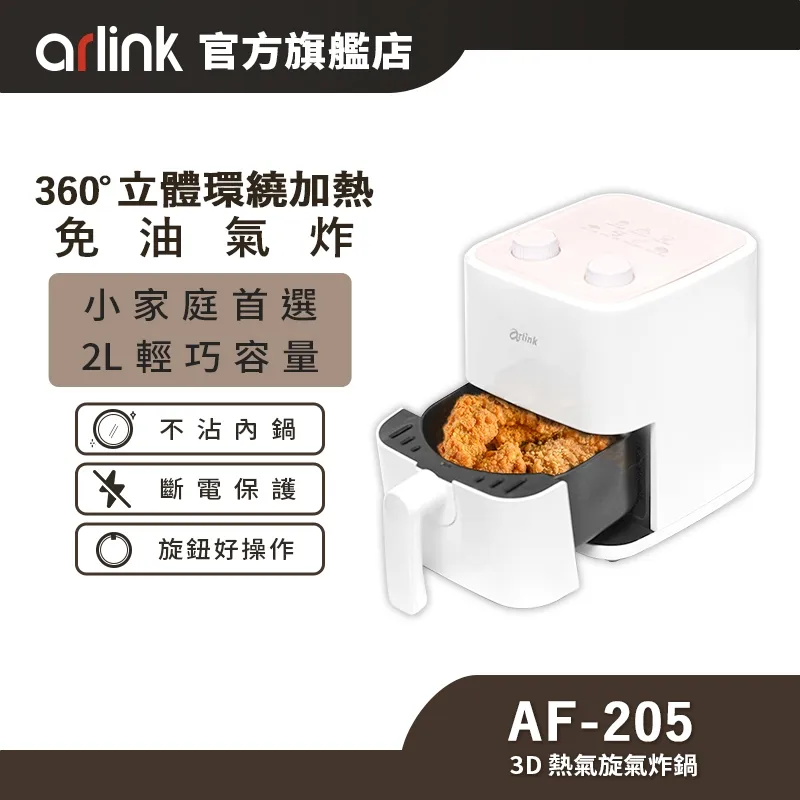 arlink 官方旗艦店
360°立體環繞加熱
免油氣炸
小家庭首選
2L輕巧容量
不沾內鍋
斷電保護
旋鈕好操作
arlink
AF-205
3D 熱氣旋氣炸鍋